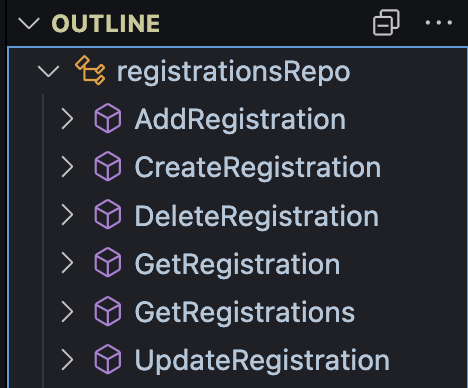 OUTLINE
registrationsRepo
AddRegistration
CreateRegistration
DeleteRegistration
GetRegistration
GetRegistrations
UpdateRegistration